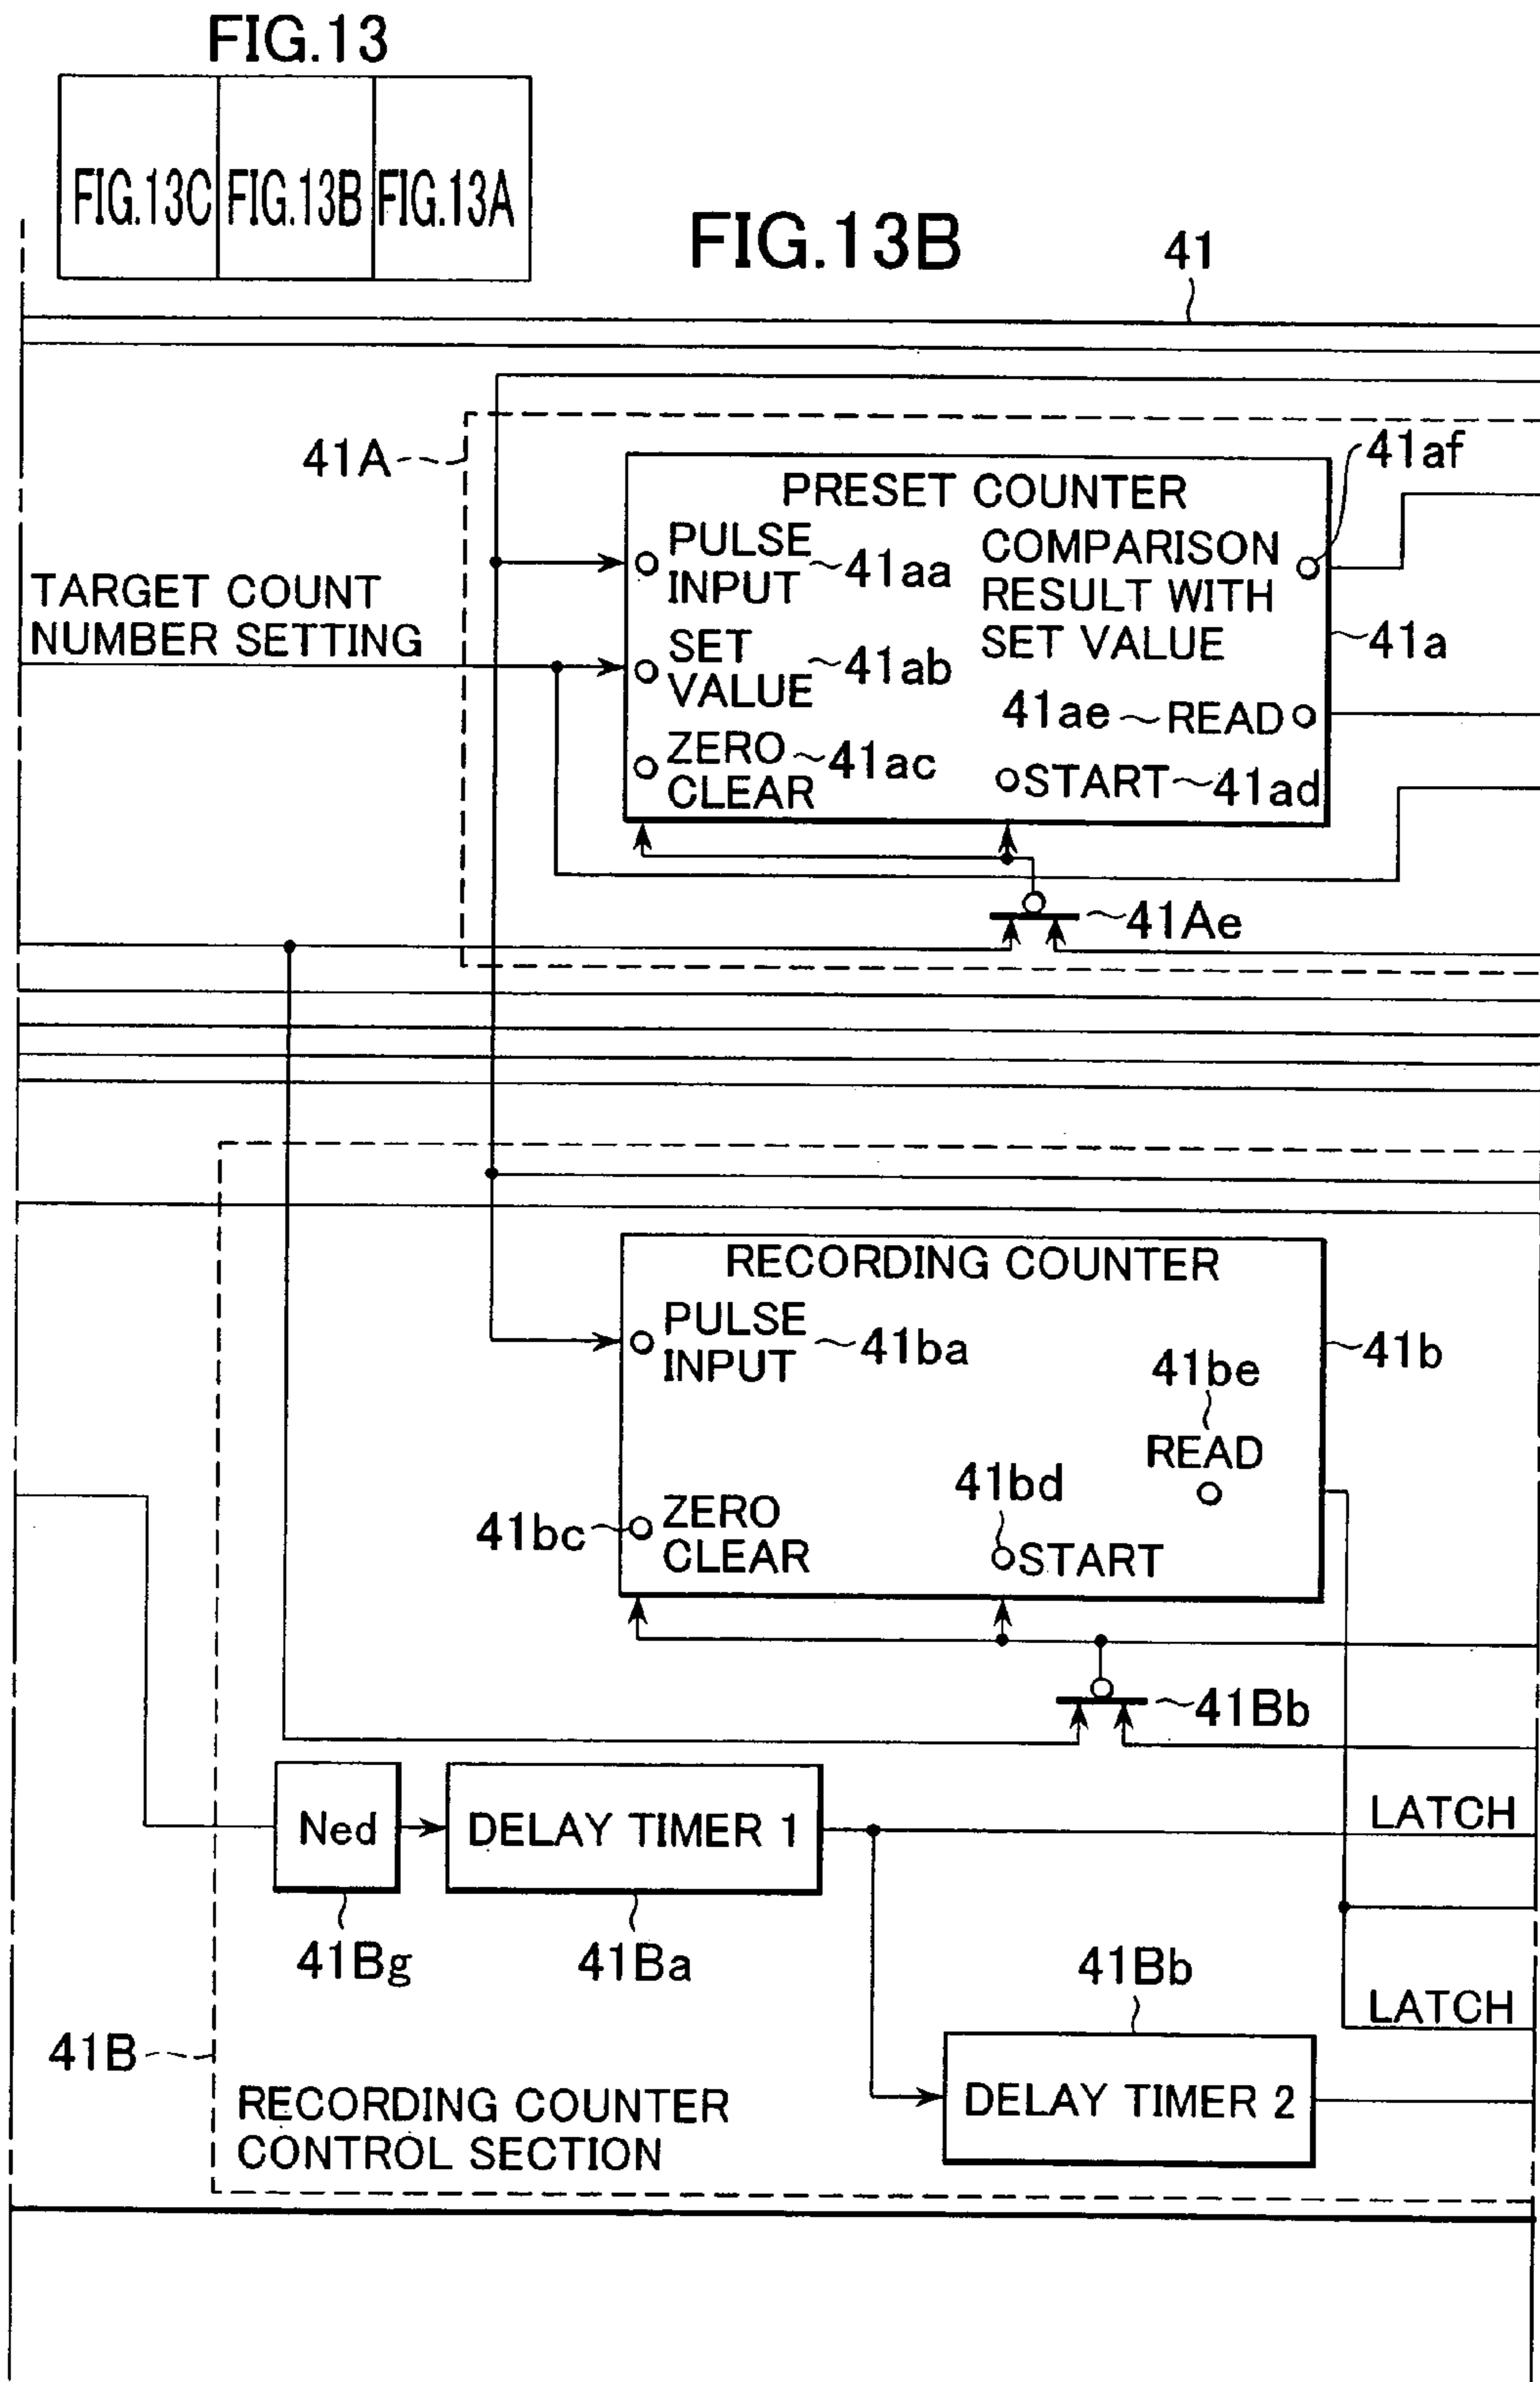 FIG.13
FIG.13C FIG.13B FIG.13A
FIG.13B
41
41A
41af
PRESET COUNTER
PULSE
INPUT
41aa
COMPARISON
RESULT WITH
SET VALUE
41a
TARGET COUNT
NUMBER SETTING
SET
VALUE
41ab
41ae
READ
ZERO
CLEAR
41ac
START
41ad
41Ae
RECORDING COUNTER
PULSE
INPUT
41ba
41b
41be
READ
41bd
41bc
ZERO
CLEAR
START
41Bb
Ned
DELAY TIMER 1
LATCH
41Bg
41Ba
41Bb
LATCH
41B
DELAY TIMER 2
RECORDING COUNTER
CONTROL SECTION